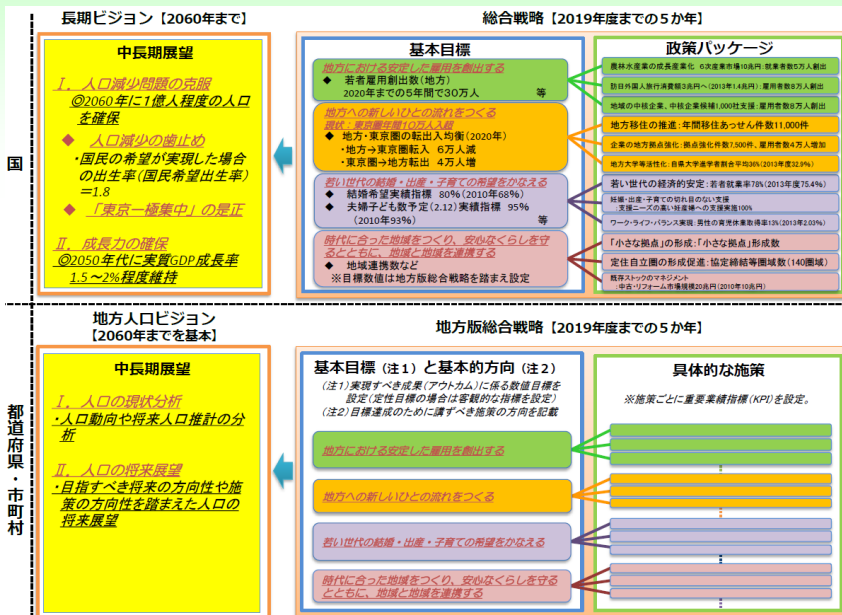 長期ビジョン【2060年まで】
総合戦略【2019年度までの5か年】
国
中長期展望
Ⅰ．人口減少問題の克服
◎2060年に1億人程度の人口
を確保
◆ 人口減少の歯止め
・国民の希望が実現した場合
の出生率(国民希望出生率)
＝1.8
◆ 「東京一極集中」の是正
Ⅱ．成長力の確保
◎2050年代に実質GDP成長率
1.5～2%程度維持
基本目標
地方における安定した雇用を創出する
◆ 若者雇用創出数(地方)
2020年までの5年間で30万人 等
地方への新しいひとの流れをつくる
現状：東京圏年間10万人入超
◆ 地方・東京圏の転出入均衡(2020年)
・地方→東京圏転入 6万人減
・東京圏→地方転出 4万人増
若い世代の結婚・出産・子育ての希望をかなえる
◆ 結婚希望実績指標 80%(2010年68%)
◆ 夫婦子ども数予定(2.12)実績指標 95%
(2010年93%) 等
時代に合った地域をつくり、安心なくらしを守
るとともに、地域と地域を連携する
◆ 地域連携数など
※目標数値は地方版総合戦略を踏まえ設定
政策パッケージ
農林水産業の成長産業化 6次産業市場10兆円：就業者数5万人創出
訪日外国人旅行消費額3兆円へ(2013年1.4兆円)：雇用者数8万人創出
地域の中核企業、中核企業候補1,000社支援：雇用者数8万人創出
地方移住の推進：年間移住あっせん件数11,000件
企業の地方拠点強化：拠点強化件数7,500件、雇用者数4万人増加
地方大学等活性化：自県大学進学者割合平均36%(2013年度32.9%)
若い世代の経済的安定：若者就業率78%(2013年度75.4%)
妊娠・出産・子育ての切れ目のない支援
：支援ニーズの高い妊産婦への支援実施100%
ワーク・ライフ・バランス実現：男性の育児休業取得率13%(2013年2.03%)
「小さな拠点」の形成：「小さな拠点」形成数
定住自立圏の形成促進：協定締結等圏域数(140圏域)
既存ストックのマネジメント
：中古・リフォーム市場規模20兆円(2010年10兆円)
都道府県・市町村
地方人口ビジョン
【2060年までを基本】
地方版総合戦略【2019年度までの5か年】
中長期展望
Ⅰ．人口の現状分析
・人口動向や将来人口推計の分
析
Ⅱ．人口の将来展望
・目指すべき将来の方向性や施
策の方向性を踏まえた人口の
将来展望
基本目標（注1）と基本的方向（注2）
(注1)実現すべき成果(アウトカム)に係る数値目標を
設定(定性目標の場合は客観的な指標を設定)
(注2)目標達成のために講ずべき施策の方向を記載
地方における安定した雇用を創出する
地方への新しいひとの流れをつくる
若い世代の結婚・出産・子育ての希望をかなえる
時代に合った地域をつくり、安心なくらしを守る
とともに、地域と地域を連携する
具体的な施策
※施策ごとに重要業績指標(KPI)を設定。